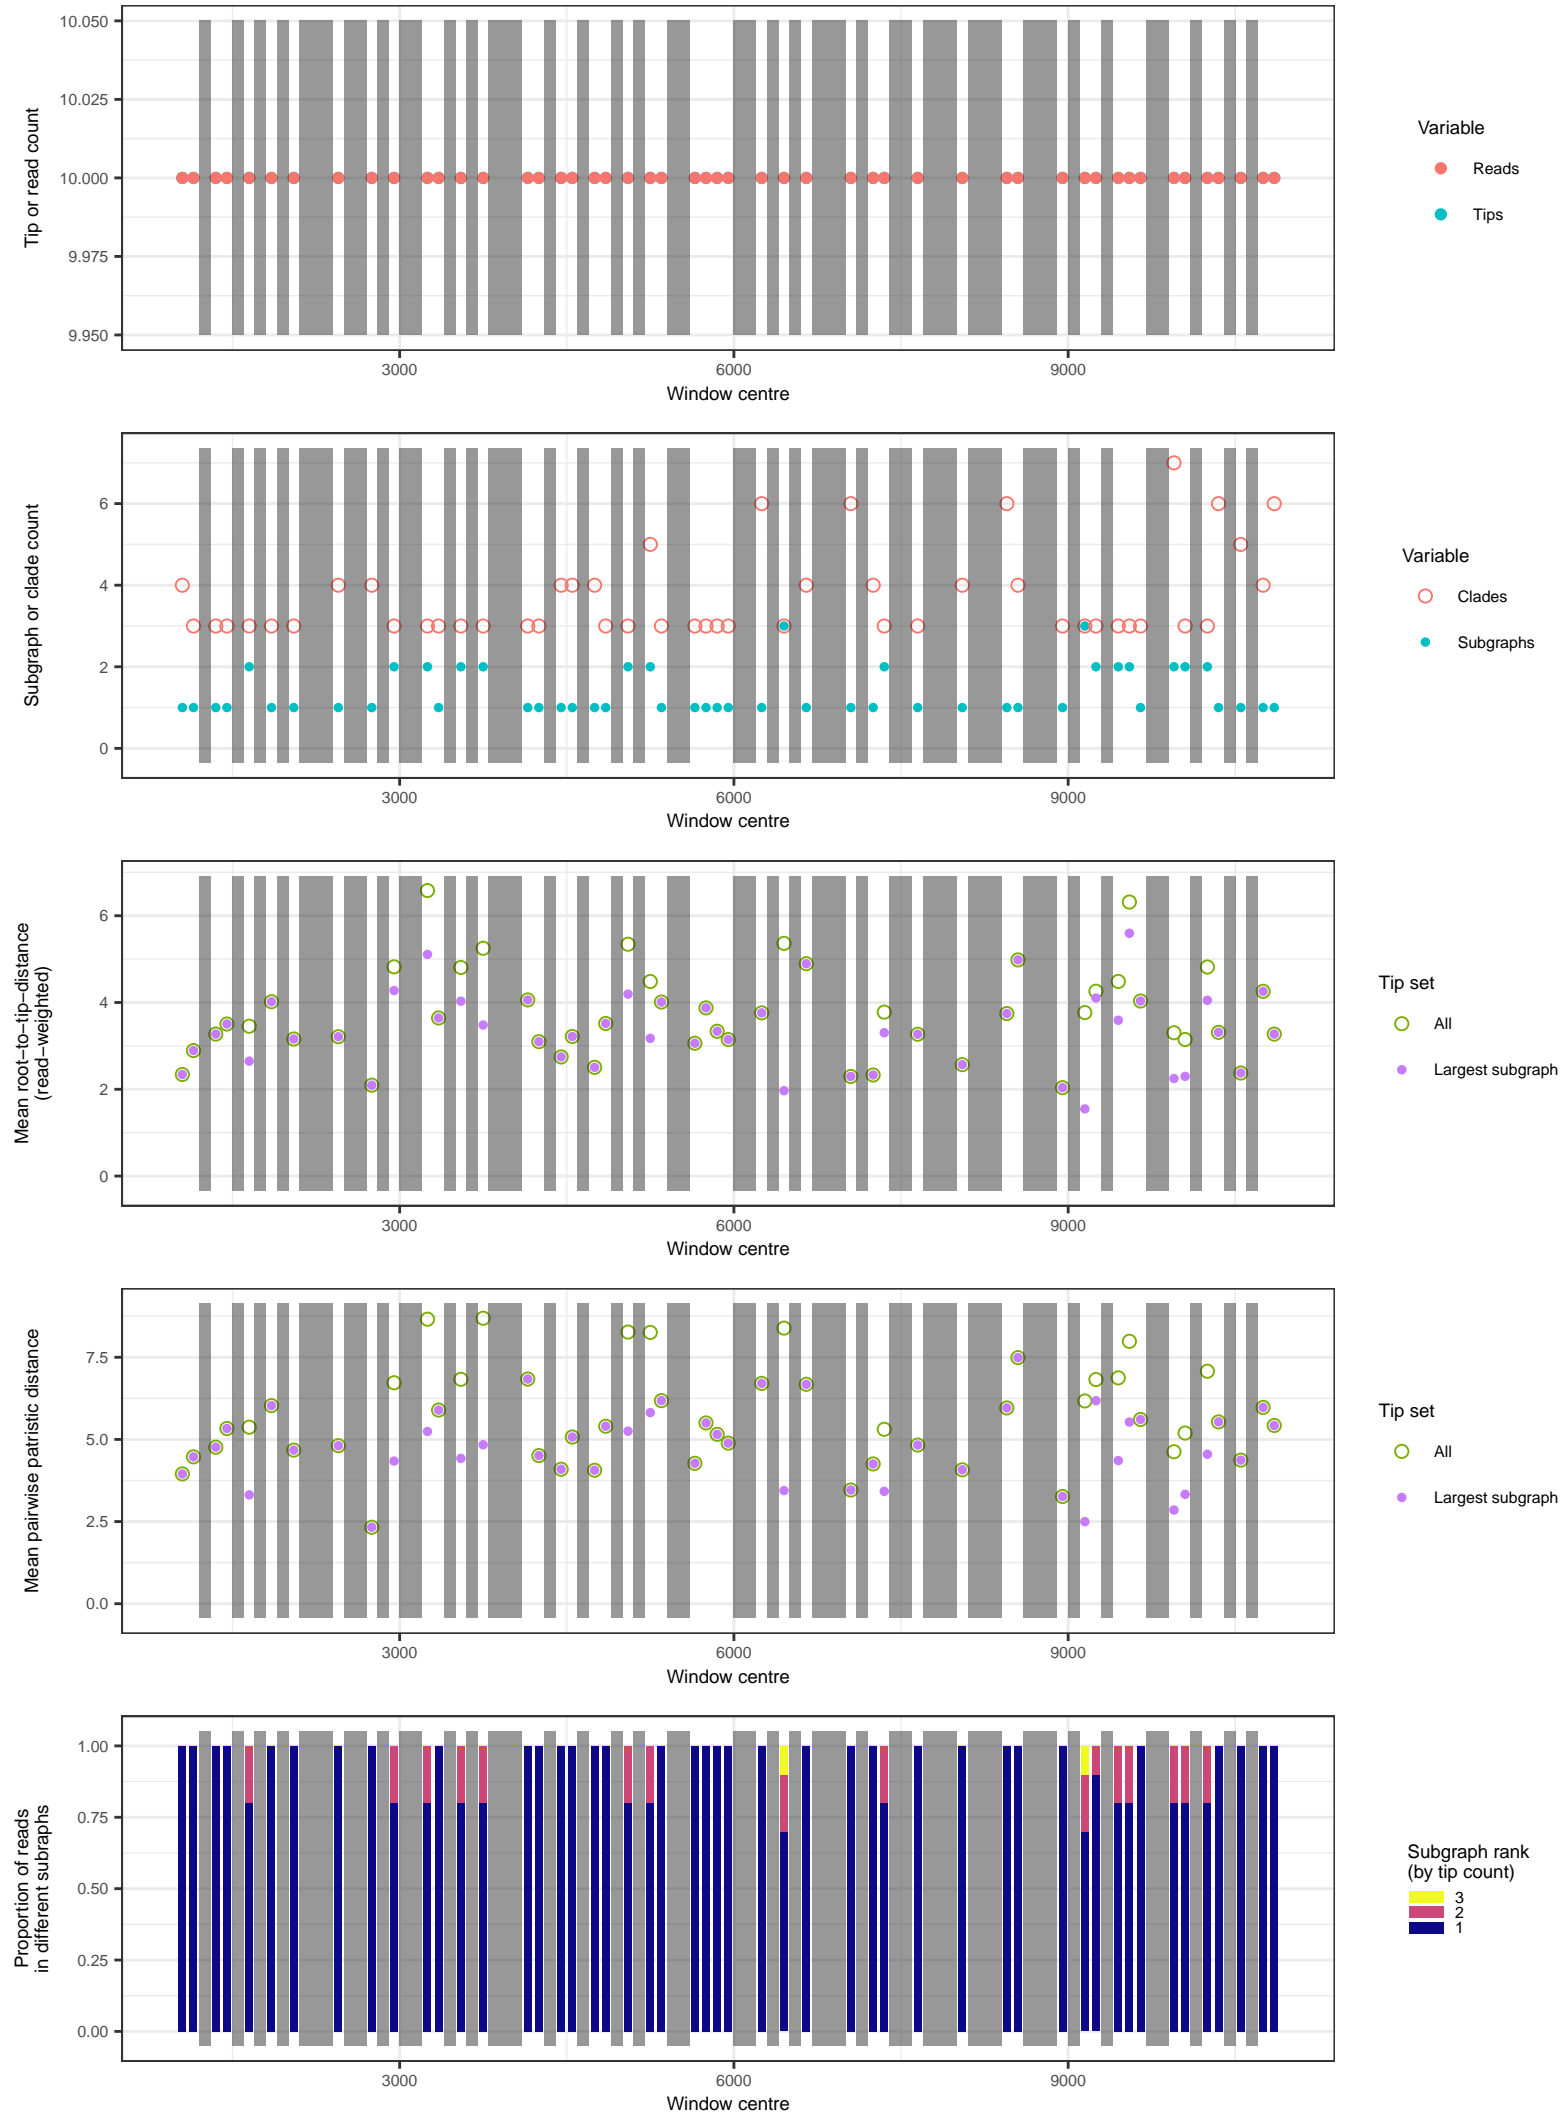 10.050
10.025
10.000
9.975
9.950
Tip or read count
3000
6000
9000
Window centre
Variable
Reads
Tips
6
4
2
0
Subgraph or clade count
3000
6000
9000
Window centre
Variable
Clades
Subgraphs
6
4
2
0
Mean root−to−tip−distance
(read−weighted)
3000
6000
9000
Window centre
Tip set
All
Largest subgraph
7.5
5.0
2.5
0.0
Mean pairwise patristic distance
3000
6000
9000
Window centre
Tip set
All
Largest subgraph
1.00
0.75
0.50
0.25
0.00
Proportion of reads
in different subraphs
3000
6000
9000
Window centre
Subgraph rank
(by tip count)
3
2
1